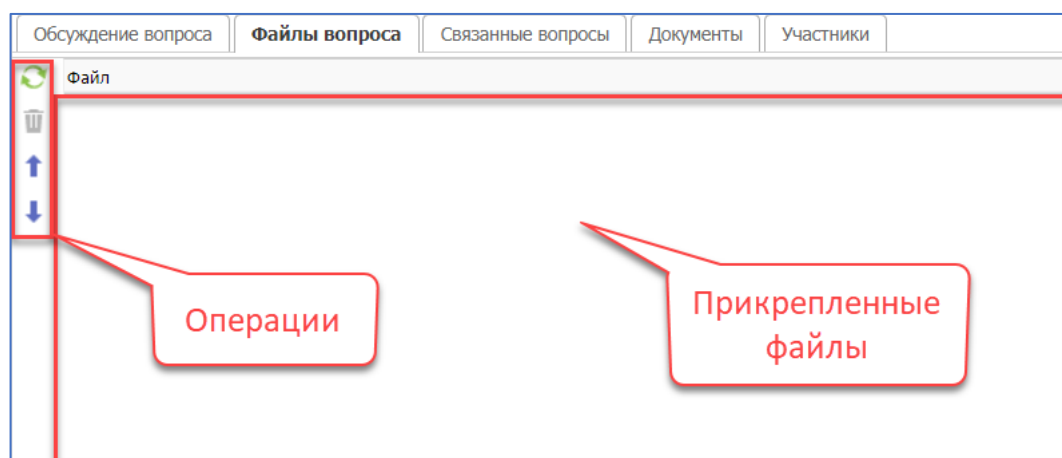 Обсуждение вопроса Файлы вопроса Связанные вопросы Документы Участники
Файл
Операции
Прикрепленные
файлы